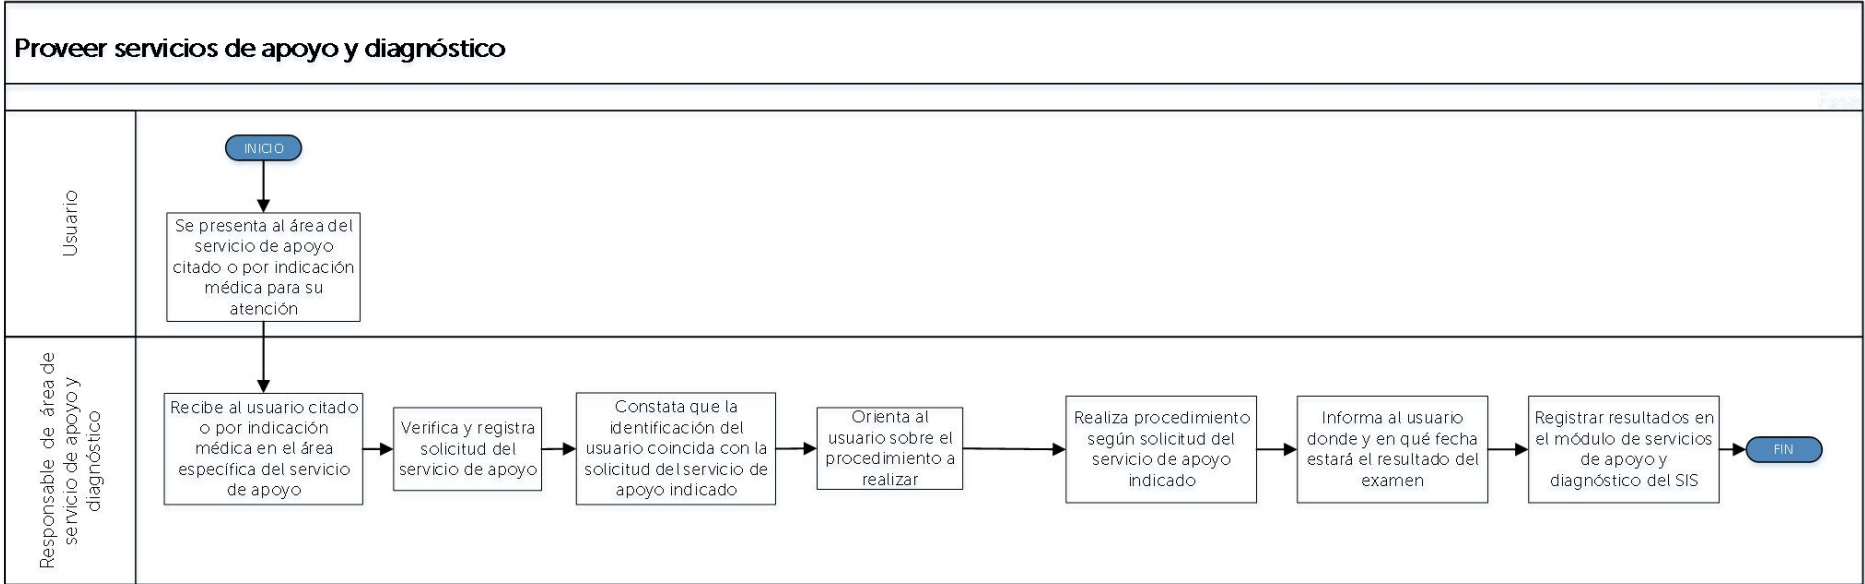 Proveer servicios de apoyo y diagnóstico
Usuario
INICIO
Se presenta al área del
servicio de apoyo
citado o por indicación
médica para su
atención
Responsable de área de
servicio de apoyo y
diagnóstico
Recibe al usuario citado
o por indicación
médica en el área
específica del servicio
de apoyo
Verifica y registra
solicitud del
servicio de apoyo
Constata que la
identificación del
usuario coincida con la
solicitud del servicio de
apoyo indicado
Orienta al
usuario sobre el
procedimiento a
realizar
Realiza procedimiento
según solicitud del
servicio de apoyo
indicado
Informa al usuario
donde y en qué fecha
estará el resultado del
examen
Registrar resultados en
el módulo de servicios
de apoyo y
diagnóstico del SIS
FIN